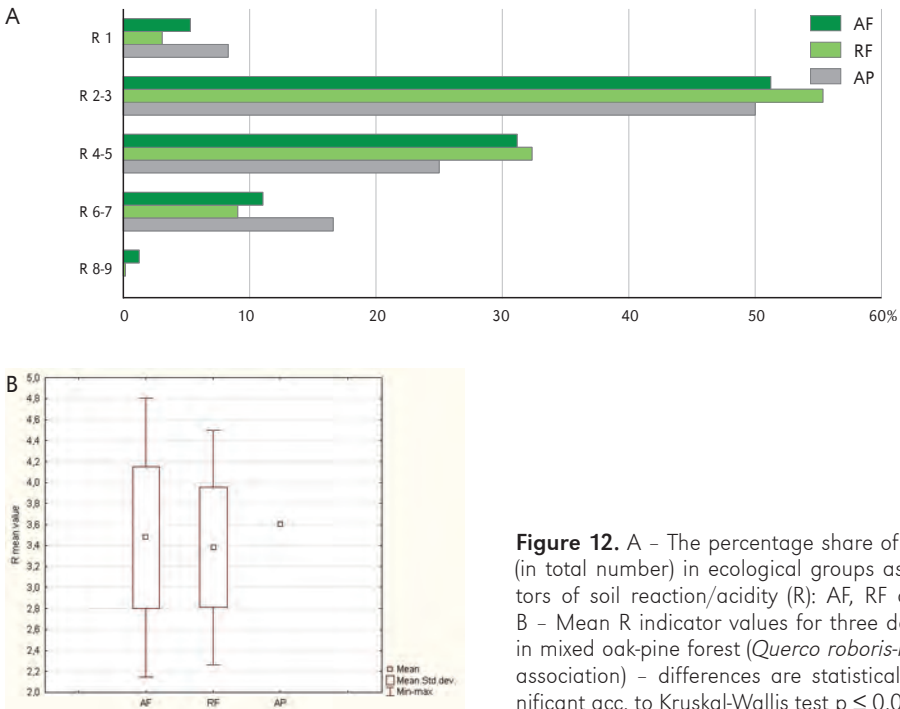 A
AF
RF
AP
R 1
R 2-3
R 4-5
R 6-7
R 8-9
0 10 20 30 40 50 60%
B
R mean value
5,0
4,8
4,6
4,4
4,2
4,0
3,8
3,6
3,4
3,2
3,0
2,8
2,6
2,4
2,2
2,0
AF RF AP
Mean
Mean Std.dev.
Min-max
Figure 12. A – The percentage share of
(in total number) in ecological groups as
tors of soil reaction/acidity (R): AF, RF
B – Mean R indicator values for three
in mixed oak-pine forest (Querco roboris-
association) – differences are statistical
nificant acc. to Kruskal-Wallis test p ≤ 0.0